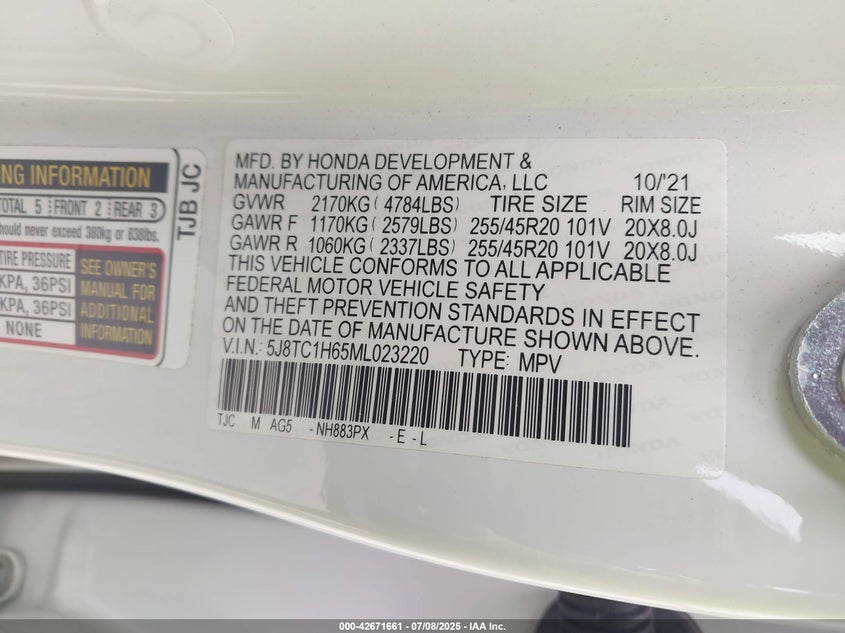 NG INFORMATION
TOTAL 5 FRONT 2 REAR 3
hould never exceed 380kg or 838lbs.
TIRE PRESSURE
KPA, 36PSI
KPA, 36PSI
NONE
SEE OWNER'S
MANUAL FOR
ADDITIONAL
INFORMATION
TJB JC
MFD. BY HONDA DEVELOPMENT &
MANUFACTURING OF AMERICA, LLC 10/'21
GVWR 2170KG ( 4784LBS) TIRE SIZE RIM SIZE
GAWR F 1170KG ( 2579LBS) 255/45R20 101V 20X8.0J
GAWR R 1060KG ( 2337LBS) 255/45R20 101V 20X8.0J
THIS VEHICLE CONFORMS TO ALL APPLICABLE
FEDERAL MOTOR VEHICLE SAFETY
AND THEFT PREVENTION STANDARDS IN EFFECT
ON THE DATE OF MANUFACTURE SHOWN ABOVE.
V.I.N.: 5J8TC1H65ML023220 TYPE: MPV
TJC M AG5 - NH883PX - E - L
000-42671661 / 07/08/2025 - IAA Inc.